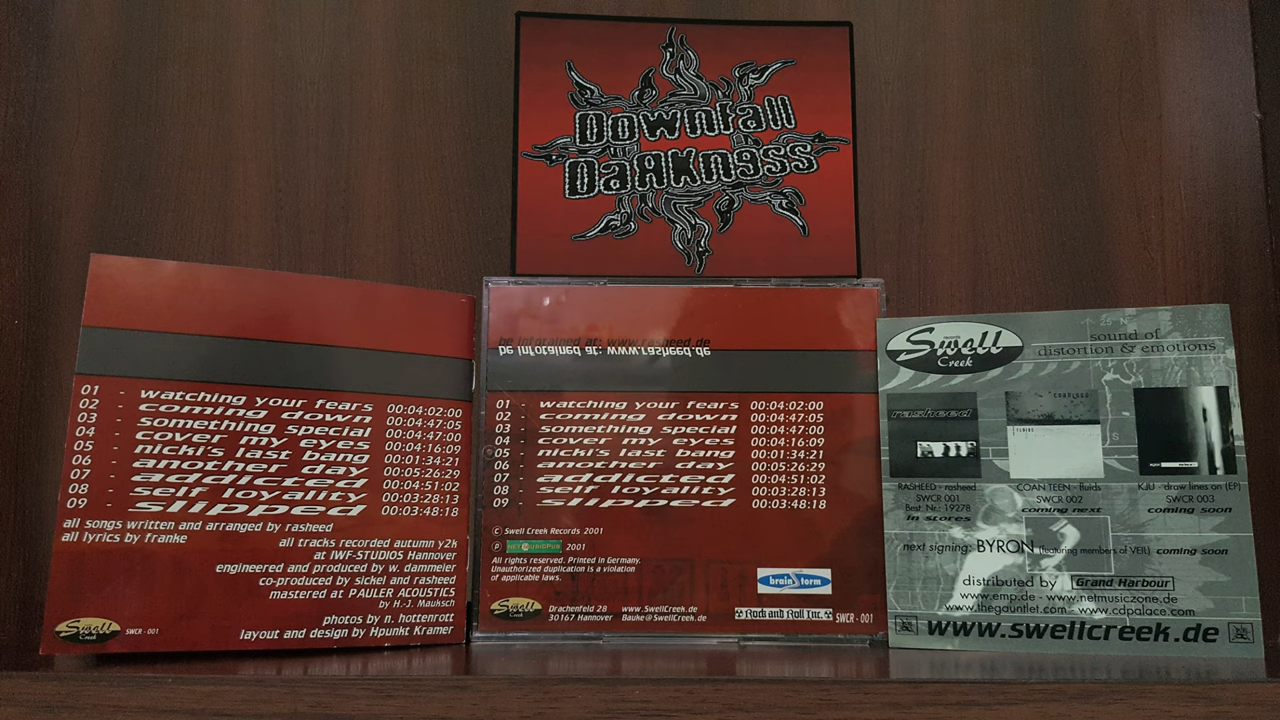 Downfall
DaRKness
01 - watching your fears 00:04:02:00
02 - coming down 00:04:47:05
03 - something special 00:04:47:00
04 - cover my eyes 00:04:16:09
05 - nicki's last bang 00:01:34:21
06 - another day 00:05:26:29
07 - addicted 00:04:51:02
08 - self loyality 00:03:28:13
09 - slipped 00:03:48:18
all songs written and arranged by rasheed
all lyrics by franke
all tracks recorded autumn y2k
at IWF-STUDIOS Hannover
engineered and produced by w. dammeier
co-produced by sickel and rasheed
mastered at PAULER ACOUSTICS
by H.-J. Mauksch
photos by n. hottenrott
layout and design by Hpunkt Kramer
Swell
Creek
SWCR - 001
be infotained at: www.rasheed.de
be infotained at: www.rasheed.de
01 - watching your fears 00:04:02:00
02 - coming down 00:04:47:05
03 - something special 00:04:47:00
04 - cover my eyes 00:04:16:09
05 - nicki's last bang 00:01:34:21
06 - another day 00:05:26:29
07 - addicted 00:04:51:02
08 - self loyality 00:03:28:13
09 - slipped 00:03:48:18
© Swell Creek Records 2001
℗ NETMUSICPUB 2001
All rights reserved. Printed in Germany.
Unauthorized duplication is a violation
of applicable laws.
brainstorm
Swell
Creek
Drachenfeld 28 www.SwellCreek.de
30167 Hannover Bauke@SwellCreek.de
Rock and Roll Inc.
SWCR - 001
Swell
Creek
sound of
distortion & emotions
25 N
rasheed
COANTEEN
fluids
S
RASHEED - rasheed
SWCR 001
Best. Nr.: 19278
in stores
COAN TEEN - fluids
SWCR 002
coming next
KJU - draw lines on (EP)
SWCR 003
coming soon
next signing: BYRON (featuring members of VEIL) coming soon
distributed by Grand Harbour
www.emp.de - www.netmusiczone.de
www.thegauntlet.com - www.cdpalace.com
www.swellcreek.de